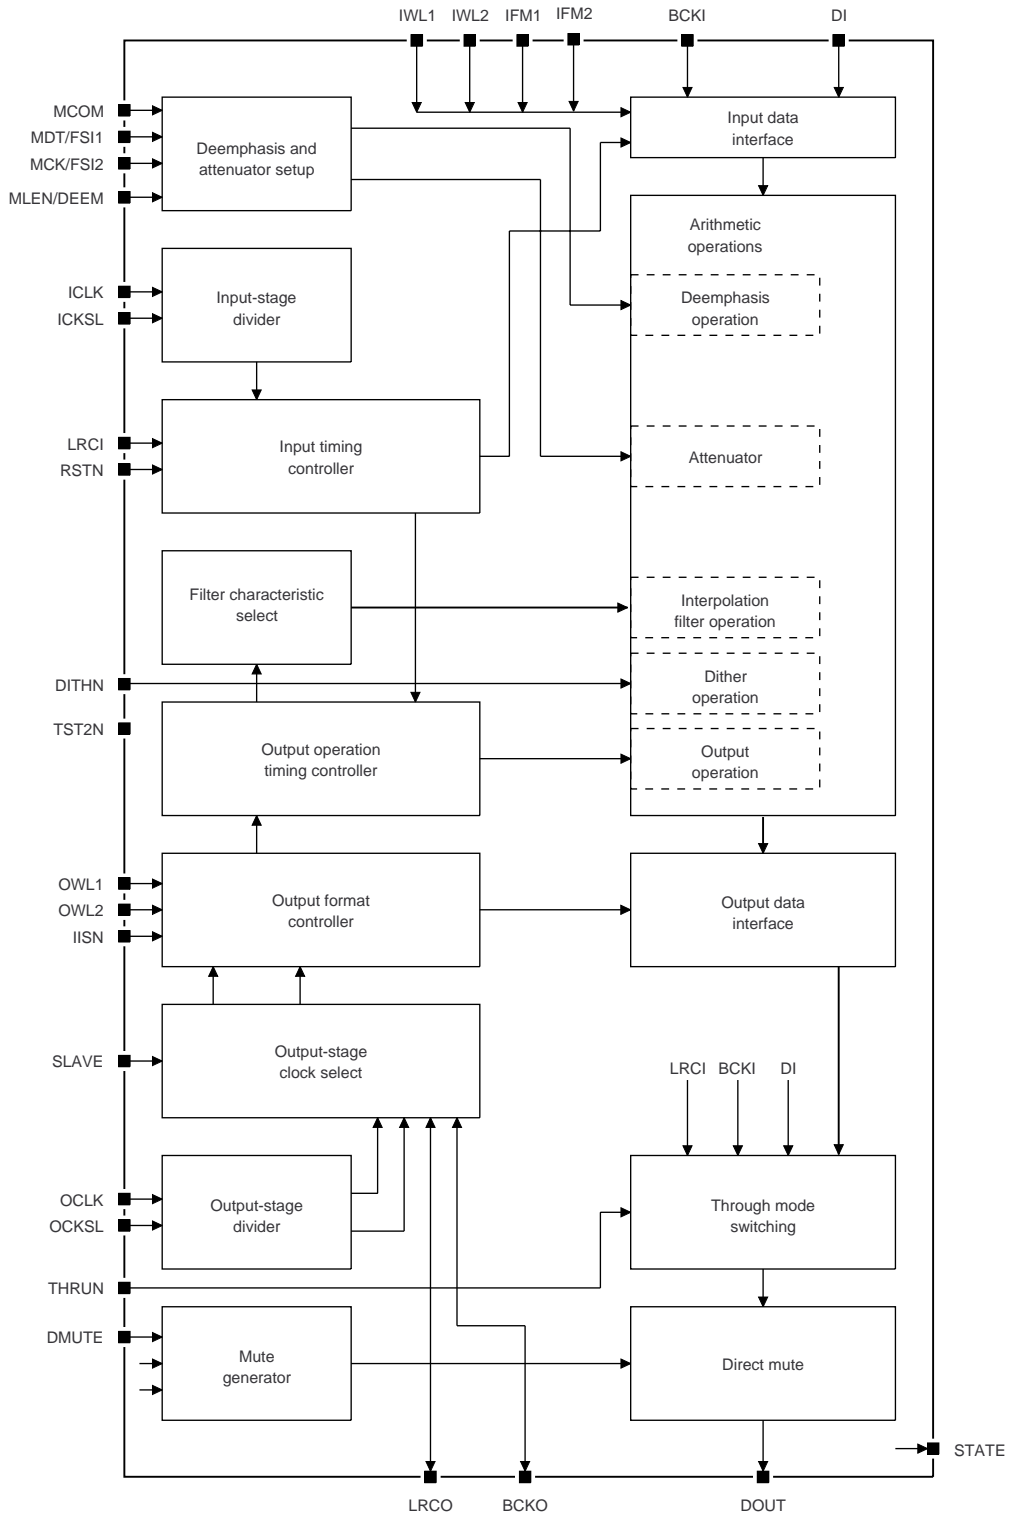 IWL1 IWL2 IFM1 IFM2 BCKI DI
MCOM
MDT/FSI1
MCK/FSI2
MLEN/DEEM
Deemphasis and
attenuator setup
Input data
interface
Arithmetic
operations
ICLK
ICKSL
Input-stage
divider
Deemphasis
operation
LRCI
RSTN
Input timing
controller
Attenuator
Filter characteristic
select
Interpolation
filter operation
DITHN
Dither
operation
TST2N
Output operation
timing controller
Output
operation
OWL1
OWL2
IISN
Output format
controller
Output data
interface
SLAVE
Output-stage
clock select
LRCI BCKI DI
OCLK
OCKSL
Output-stage
divider
Through mode
switching
THRUN
DMUTE
Mute
generator
Direct mute
STATE
LRCO BCKO DOUT